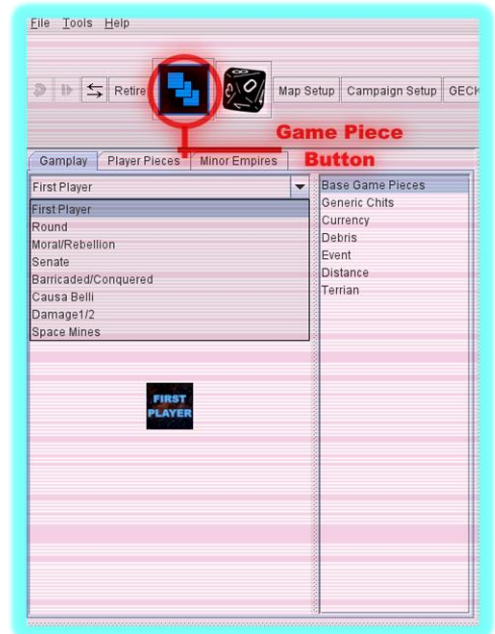 File Tools Help
Retire Map Setup Campaign Setup GECK
Game Piece
Button
Gamplay Player Pieces Minor Empires
First Player
First Player
Round
Moral/Rebellion
Senate
Barricaded/Conquered
Causa Belli
Damage1/2
Space Mines
Base Game Pieces
Generic Chits
Currency
Debris
Event
Distance
Terrian
FIRST
PLAYER